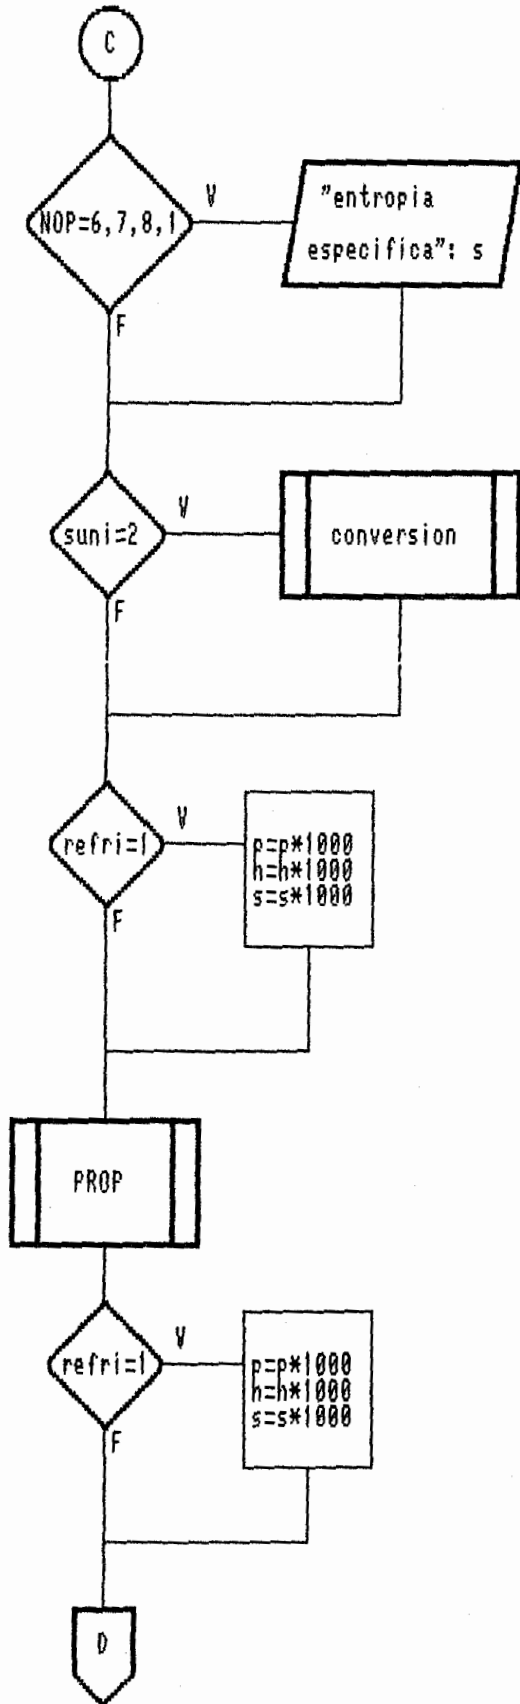 C
NOP=6,7,8,1
V
"entropia
especifica": s
F
suni=2
V
conversion
F
refri=1
V
p=p*1000
h=h*1000
s=s*1000
F
PROP
refri=1
V
p=p*1000
h=h*1000
s=s*1000
F
D